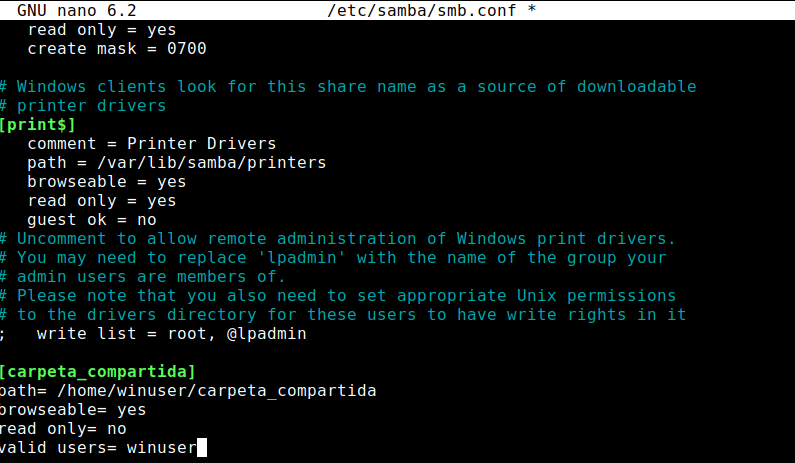 GNU nano 6.2 /etc/samba/smb.conf *
read only = yes
create mask = 0700
# Windows clients look for this share name as a source of downloadable
# printer drivers
[print$]
comment = Printer Drivers
path = /var/lib/samba/printers
browseable = yes
read only = yes
guest ok = no
# Uncomment to allow remote administration of Windows print drivers.
# You may need to replace 'lpadmin' with the name of the group your
# admin users are members of.
# Please note that you also need to set appropriate Unix permissions
# to the drivers directory for these users to have write rights in it
; write list = root, @lpadmin
[carpeta_compartida]
path= /home/winuser/carpeta_compartida
browseable= yes
read only= no
valid users= winuser